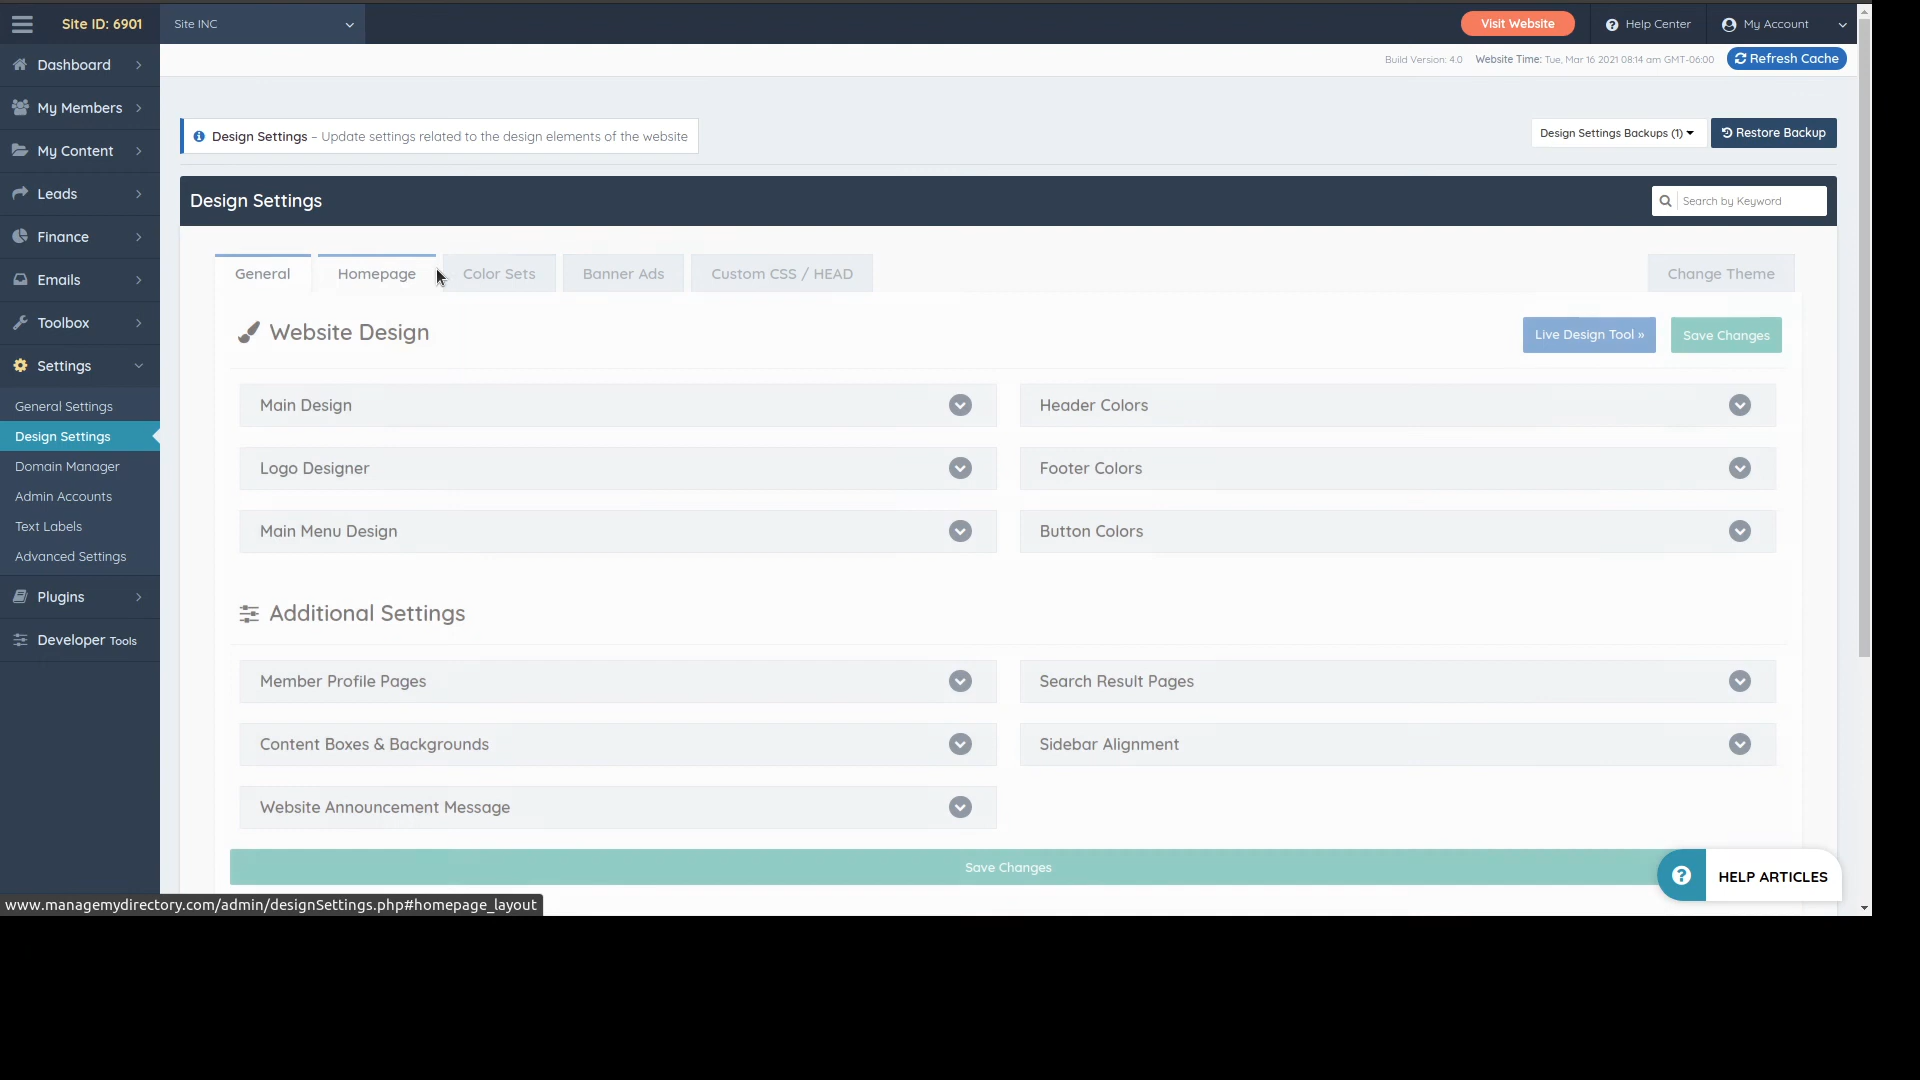 Site ID: 6901
Site INC
Visit Website
Help Center
My Account
Build Version: 4.0 Website Time: Tue, Mar 16 2021 08:14 am GMT-06:00
Refresh Cache
Dashboard
My Members
My Content
Leads
Finance
Emails
Toolbox
Settings
General Settings
Design Settings
Domain Manager
Admin Accounts
Text Labels
Advanced Settings
Plugins
Developer Tools
Design Settings – Update settings related to the design elements of the website
Design Settings Backups (1)
Restore Backup
Design Settings
Search by Keyword
General
Homepage
Color Sets
Banner Ads
Custom CSS / HEAD
Change Theme
Website Design
Live Design Tool »
Save Changes
Main Design
Header Colors
Logo Designer
Footer Colors
Main Menu Design
Button Colors
Additional Settings
Member Profile Pages
Search Result Pages
Content Boxes & Backgrounds
Sidebar Alignment
Website Announcement Message
Save Changes
HELP ARTICLES
www.managemydirectory.com/admin/designSettings.php#homepage_layout